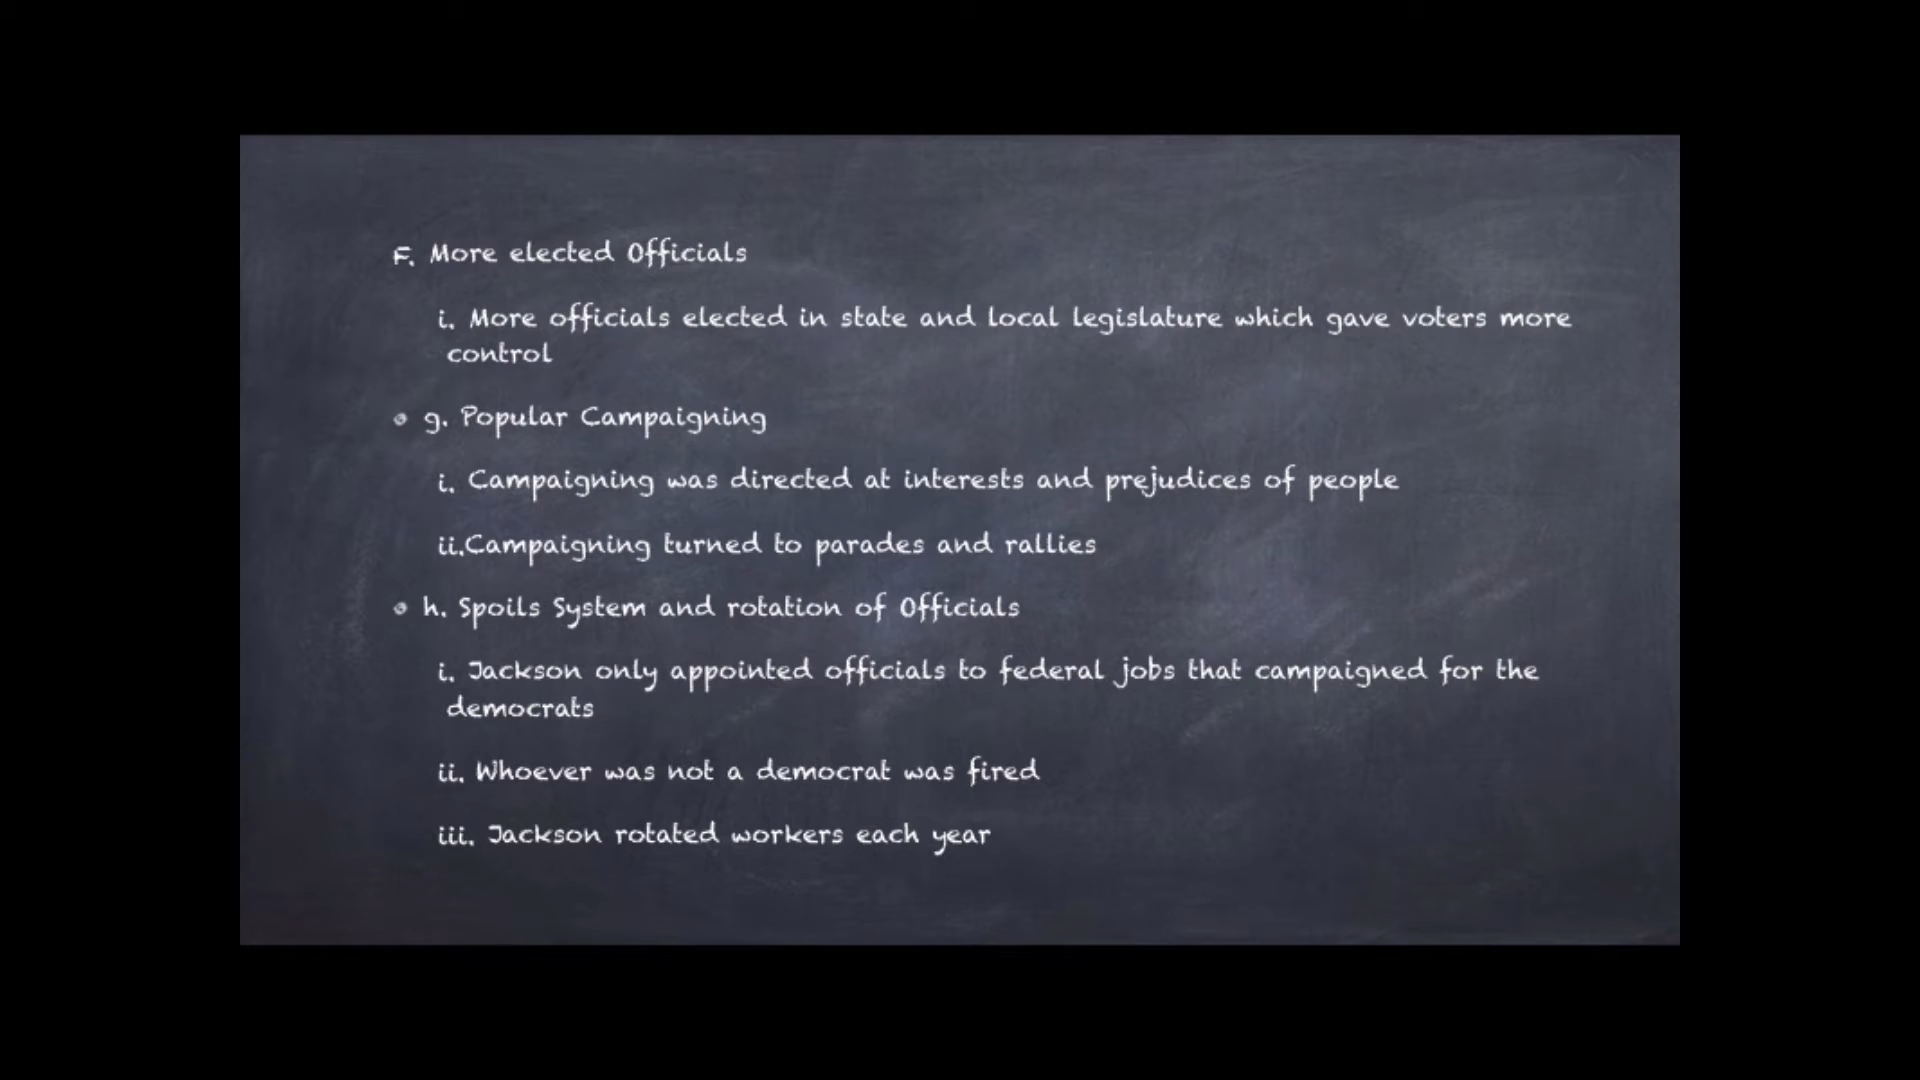 F. More elected Officials
i. More officials elected in state and local legislature which gave voters more
control
g. Popular Campaigning
i. Campaigning was directed at interests and prejudices of people
ii.Campaigning turned to parades and rallies
h. Spoils System and rotation of Officials
i. Jackson only appointed officials to federal jobs that campaigned for the
democrats
ii. Whoever was not a democrat was fired
iii. Jackson rotated workers each year